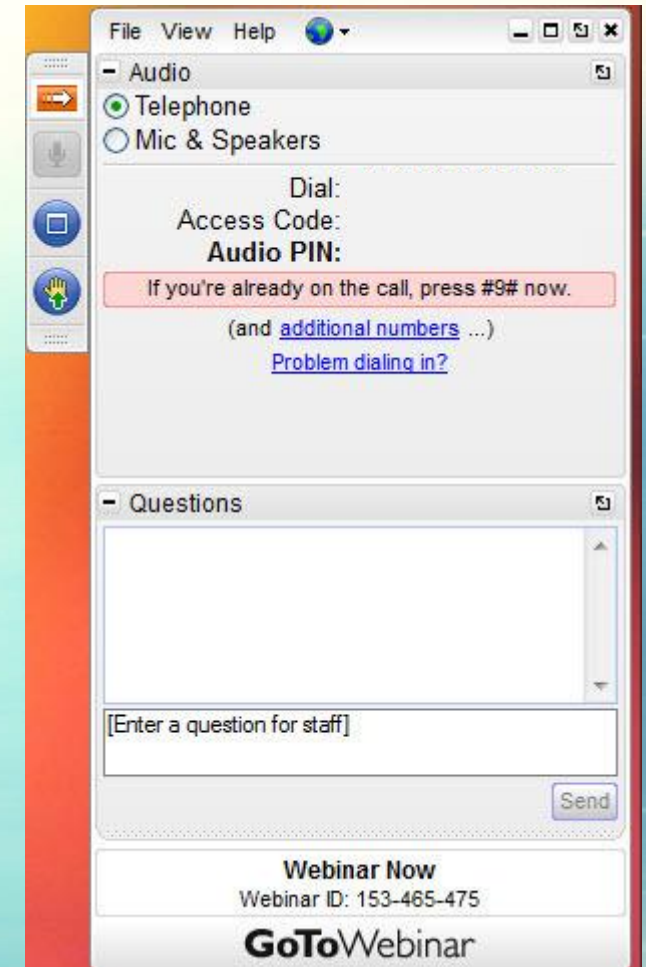 File View Help
Audio
Telephone
Mic & Speakers
Dial:
Access Code:
Audio PIN:
If you're already on the call, press #9# now.
(and additional numbers ...)
Problem dialing in?
Questions
[Enter a question for staff]
Send
Webinar Now
Webinar ID: 153-465-475
GoToWebinar